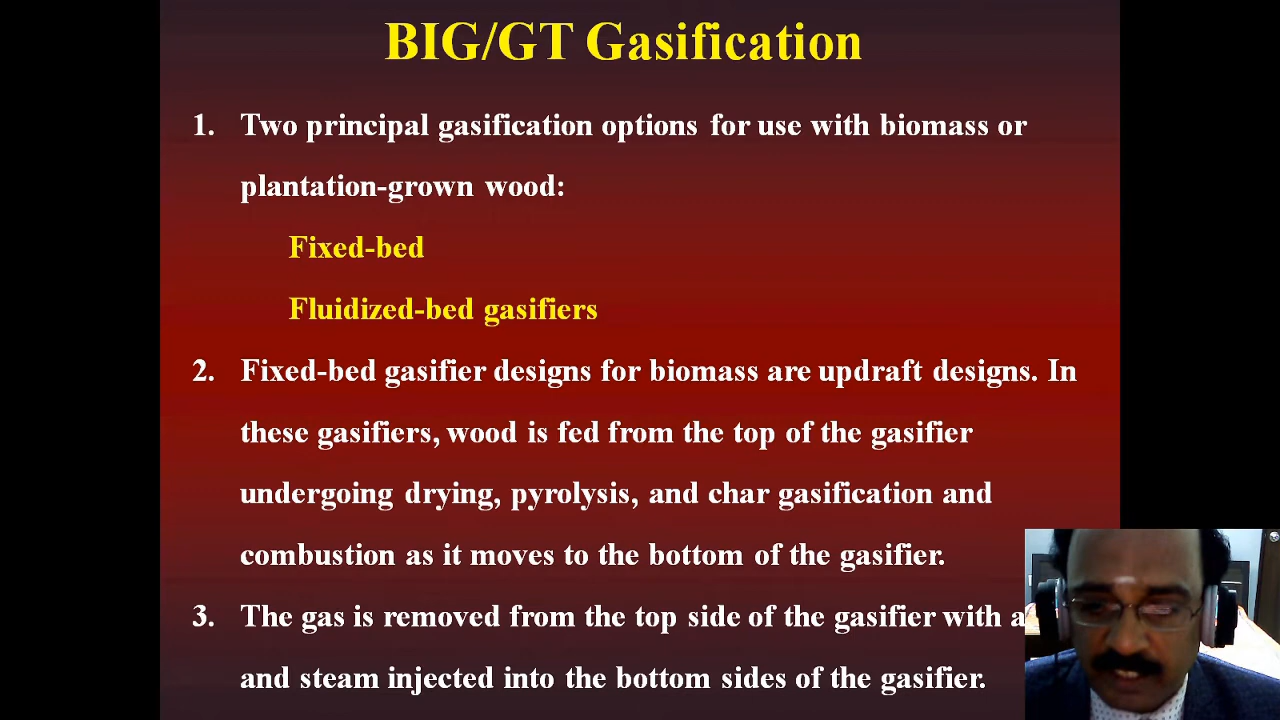 BIG/GT Gasification
1. Two principal gasification options for use with biomass or
plantation-grown wood:
Fixed-bed
Fluidized-bed gasifiers
2. Fixed-bed gasifier designs for biomass are updraft designs. In
these gasifiers, wood is fed from the top of the gasifier
undergoing drying, pyrolysis, and char gasification and
combustion as it moves to the bottom of the gasifier.
3. The gas is removed from the top side of the gasifier with
and steam injected into the bottom sides of the gasifier.